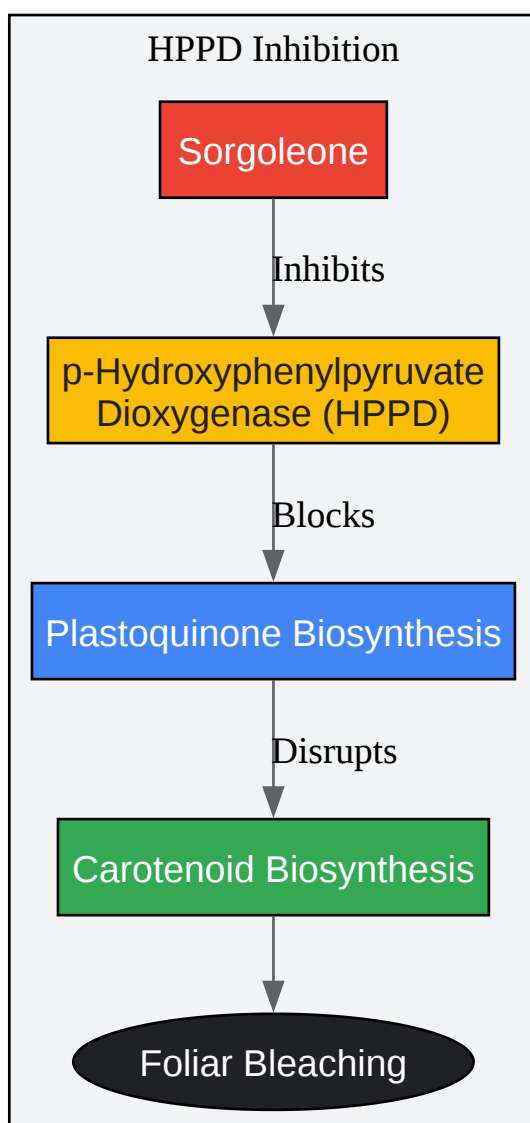 HPPD Inhibition
Sorgoleone
Inhibits
p-Hydroxyphenylpyruvate
Dioxygenase (HPPD)
Blocks
Plastoquinone Biosynthesis
Disrupts
Carotenoid Biosynthesis
Foliar Bleaching